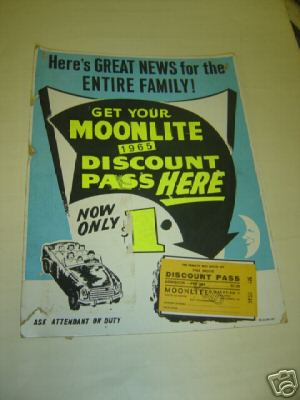 Here's GREAT NEWS for the
ENTIRE FAMILY!
GET YOUR
MOONLITE
1965
DISCOUNT
PASS HERE
NOW
ONLY
$1
DISCOUNT PASS
MOONLITE
ASK ATTENDANT ON DUTY
ebY